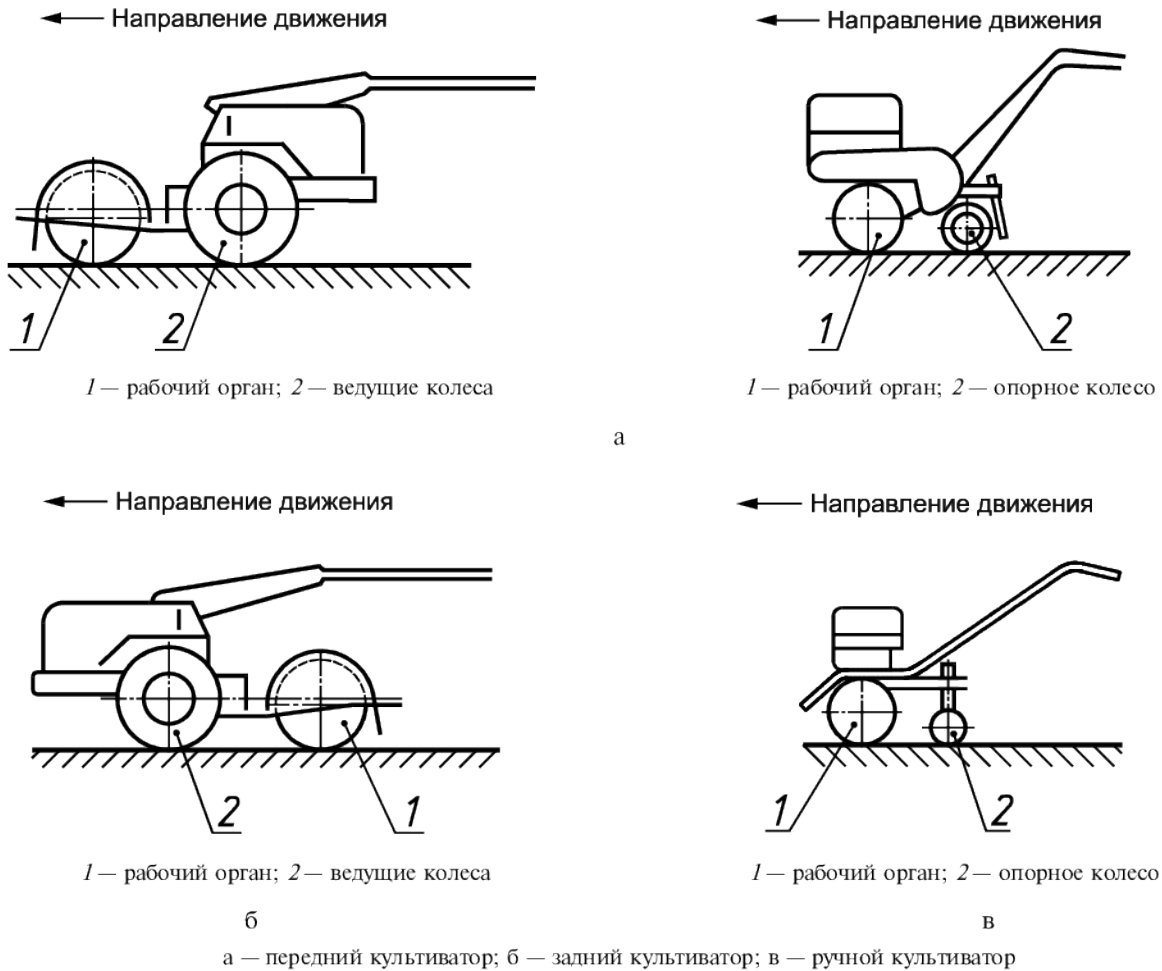 Направление движения
Направление движения
1 2
1 2
1 — рабочий орган; 2 — ведущие колеса
1 — рабочий орган; 2 — опорное колесо
а
Направление движения
Направление движения
2 1
1 2
1 — рабочий орган; 2 — ведущие колеса
1 — рабочий орган; 2 — опорное колесо
б
в
а — передний культиватор; б — задний культиватор; в — ручной культиватор